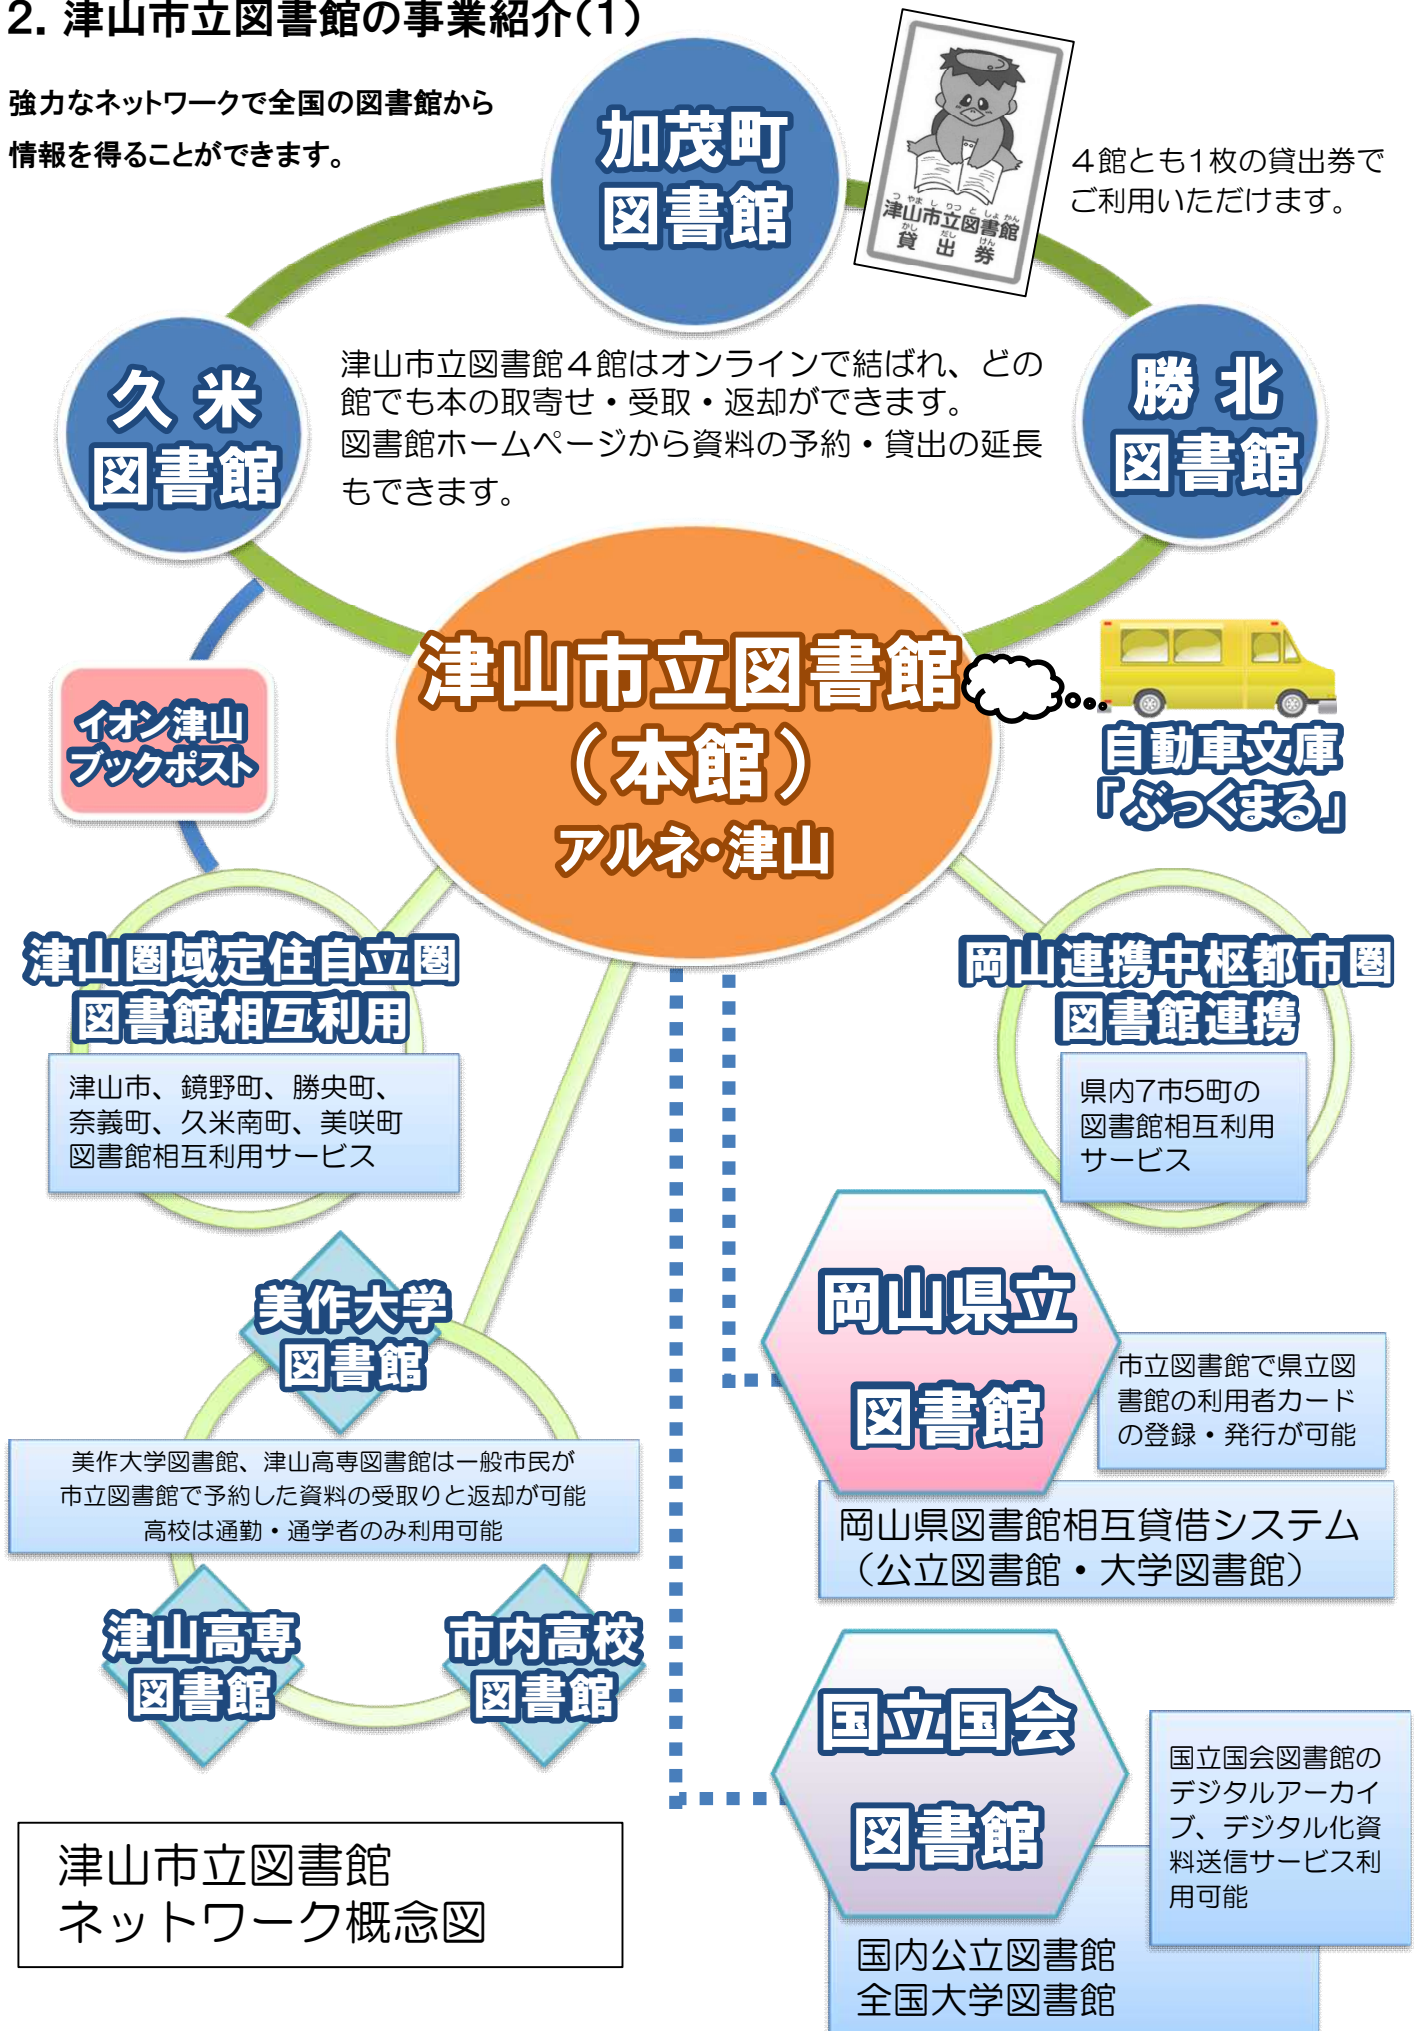 2. 津山市立図書館の事業紹介(1)
強力なネットワークで全国の図書館から
情報を得ることができます。
加茂町
図書館
つやましりつとしょかん
津山市立図書館
かし だし けん
貸出券
４館とも1枚の貸出券で
ご利用いただけます。
久米
図書館
津山市立図書館４館はオンラインで結ばれ、どの
館でも本の取寄せ・受取・返却ができます。
図書館ホームページから資料の予約・貸出の延長
もできます。
勝北
図書館
津山市立図書館
（本館）
アルネ・津山
イオン津山
ブックポスト
自動車文庫
「ぶっくまる」
津山圏域定住自立圏
図書館相互利用
津山市、鏡野町、勝央町、
奈義町、久米南町、美咲町
図書館相互利用サービス
岡山連携中枢都市圏
図書館連携
県内7市5町の
図書館相互利用
サービス
美作大学
図書館
美作大学図書館、津山高専図書館は一般市民が
市立図書館で予約した資料の受取りと返却が可能
高校は通勤・通学者のみ利用可能
津山高専
図書館
市内高校
図書館
岡山県立
図書館
市立図書館で県立図
書館の利用者カード
の登録・発行が可能
岡山県図書館相互貸借システム
（公立図書館・大学図書館）
国立国会
図書館
国立国会図書館の
デジタルアーカイ
ブ、デジタル化資
料送信サービス利
用可能
国内公立図書館
全国大学図書館
津山市立図書館
ネットワーク概念図